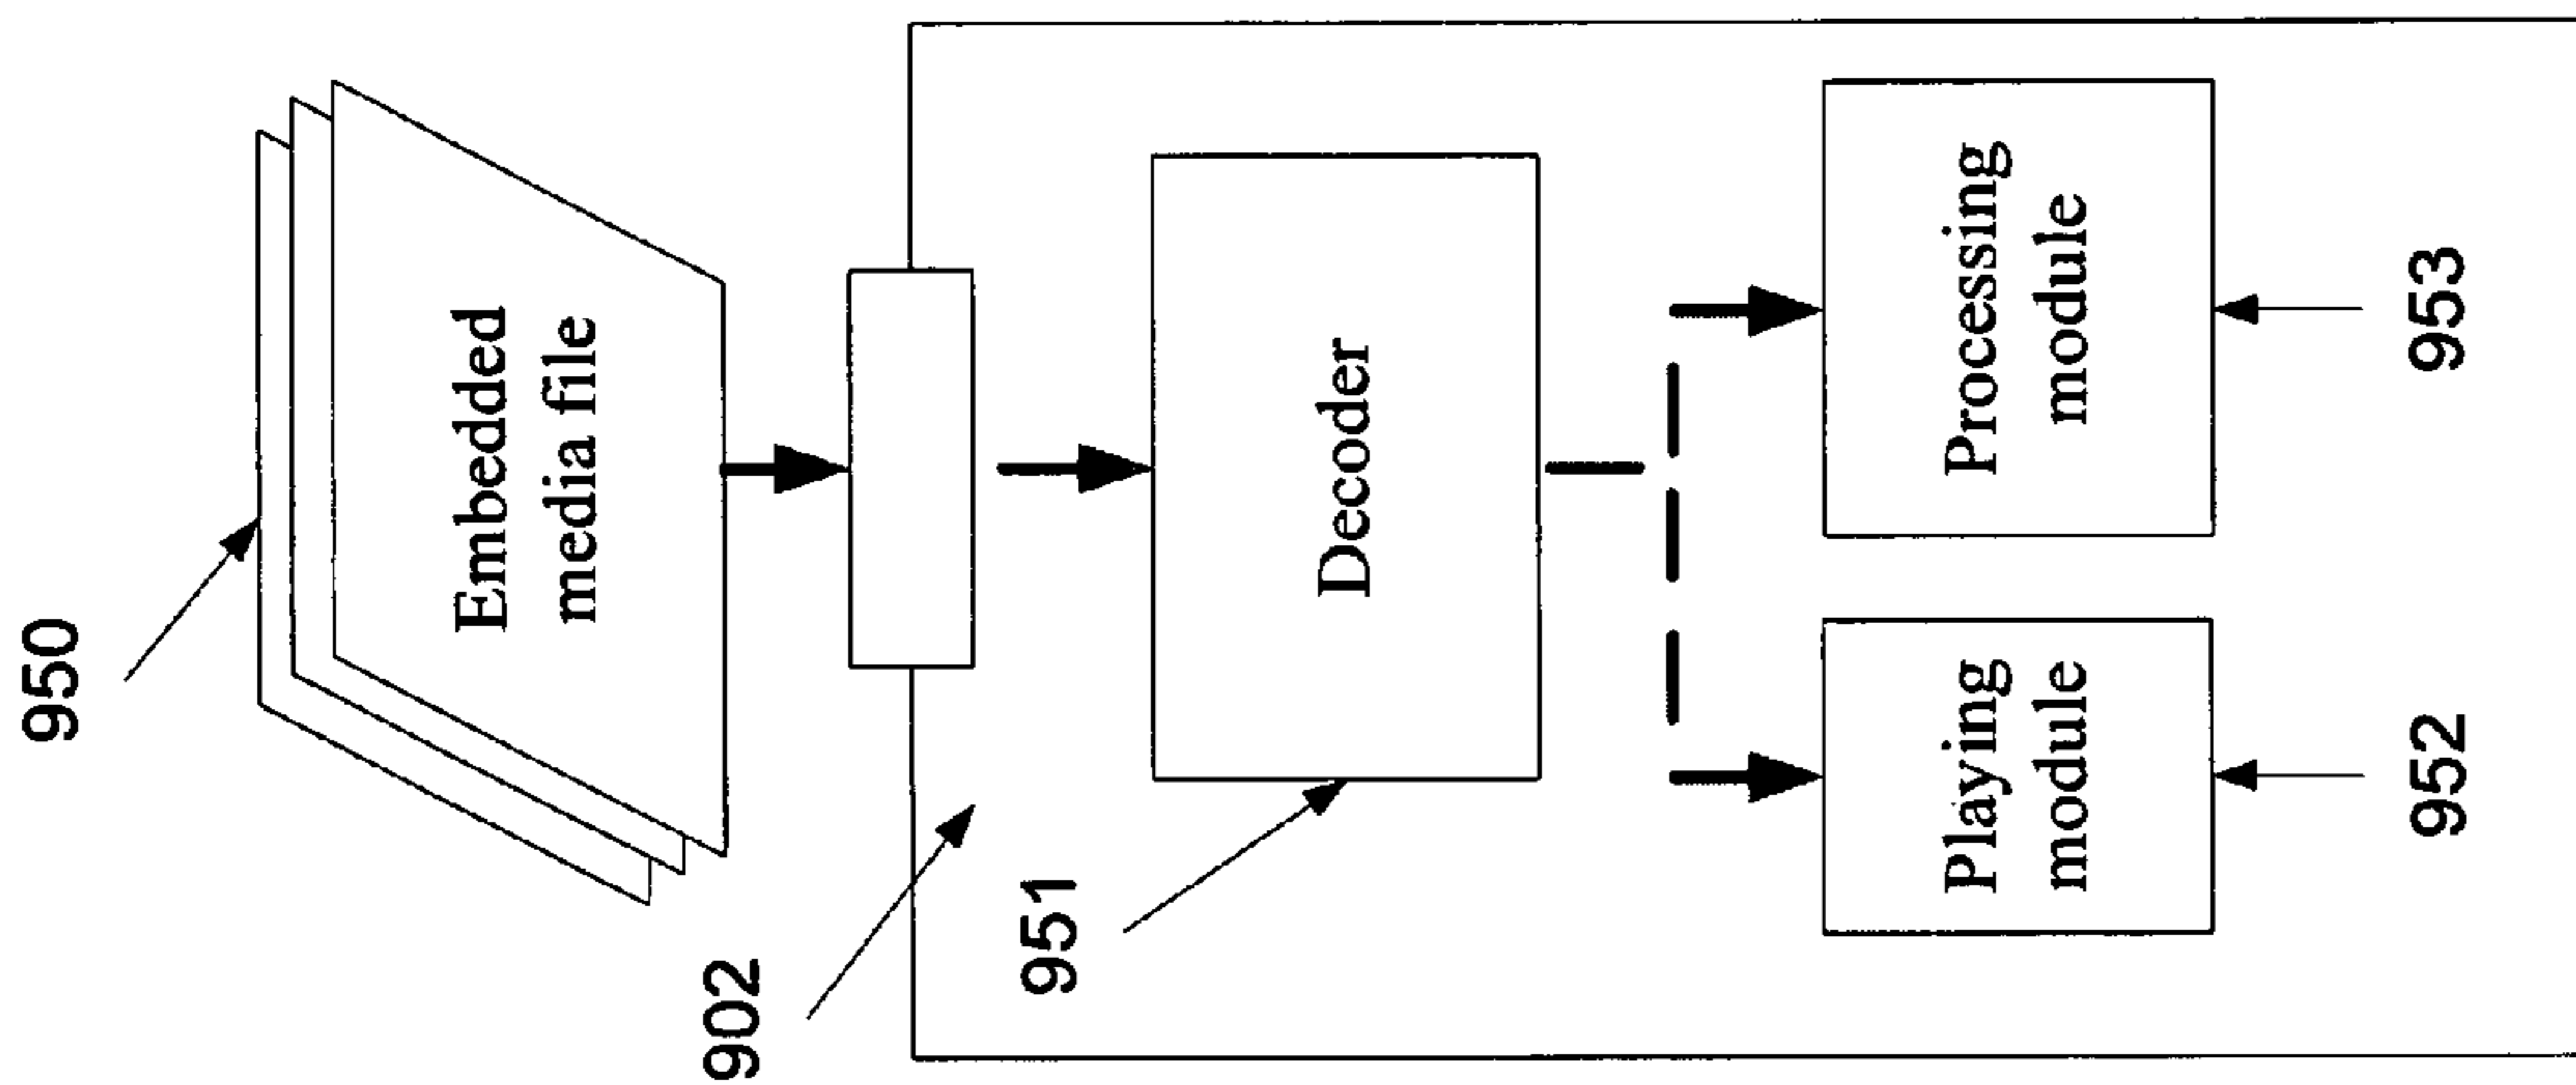 950
Embedded
media file
902
951
Decoder
Playing
module
Processing
module
952
953